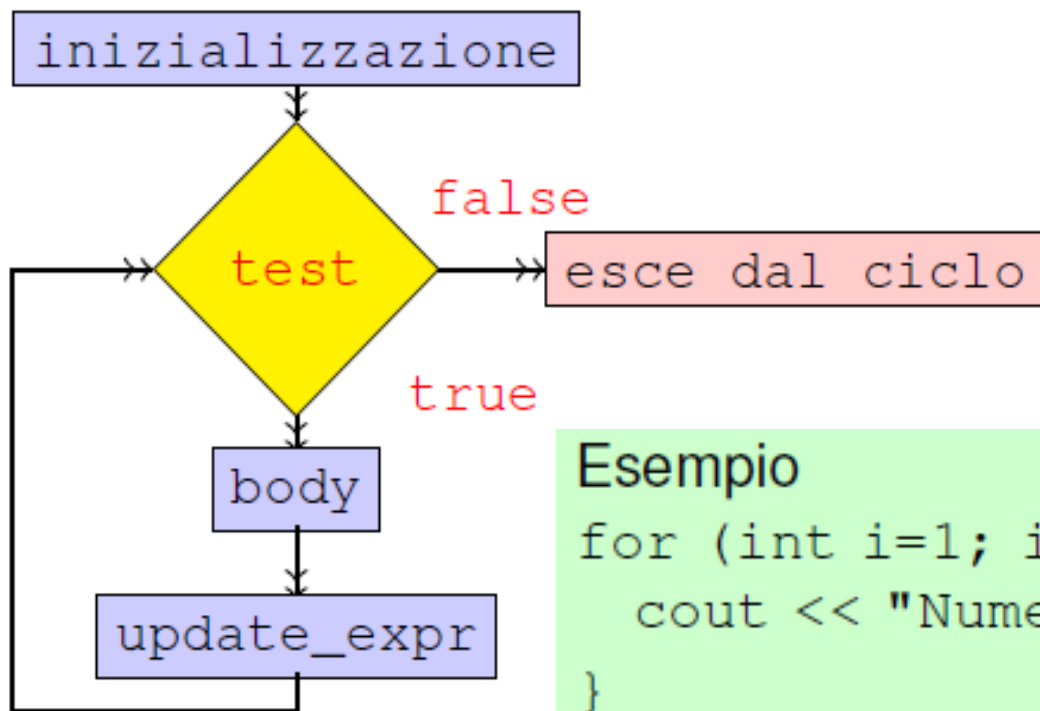 inizializzazione
false
test
esce dal ciclo
true
body
update_expr
Esempio
for (int i=1; i
cout << "Nume
}